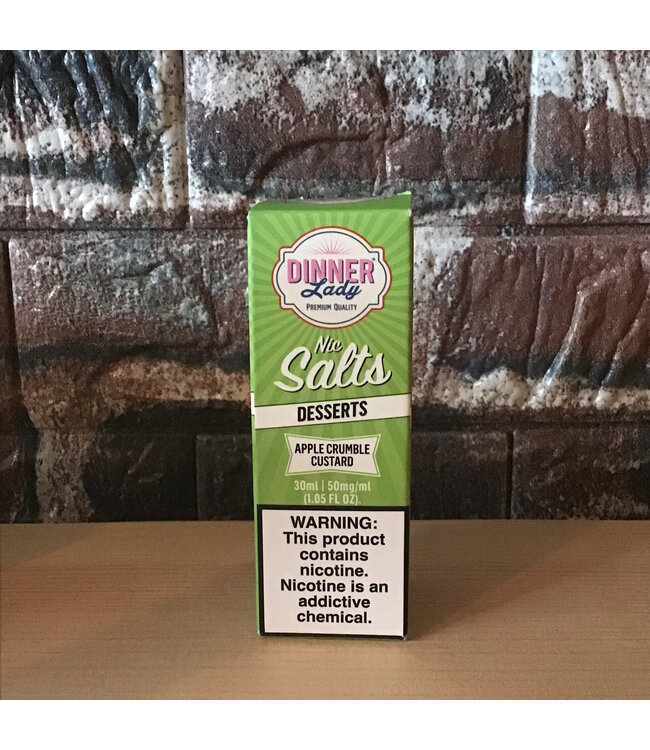 DINNER®
Lady
PREMIUM QUALITY
Nic
Salts
DESSERTS
APPLE CRUMBLE
CUSTARD
30ml | 50mg/ml
(1.05 FL OZ).
WARNING:
This product
contains
nicotine.
Nicotine is an
addictive
chemical.